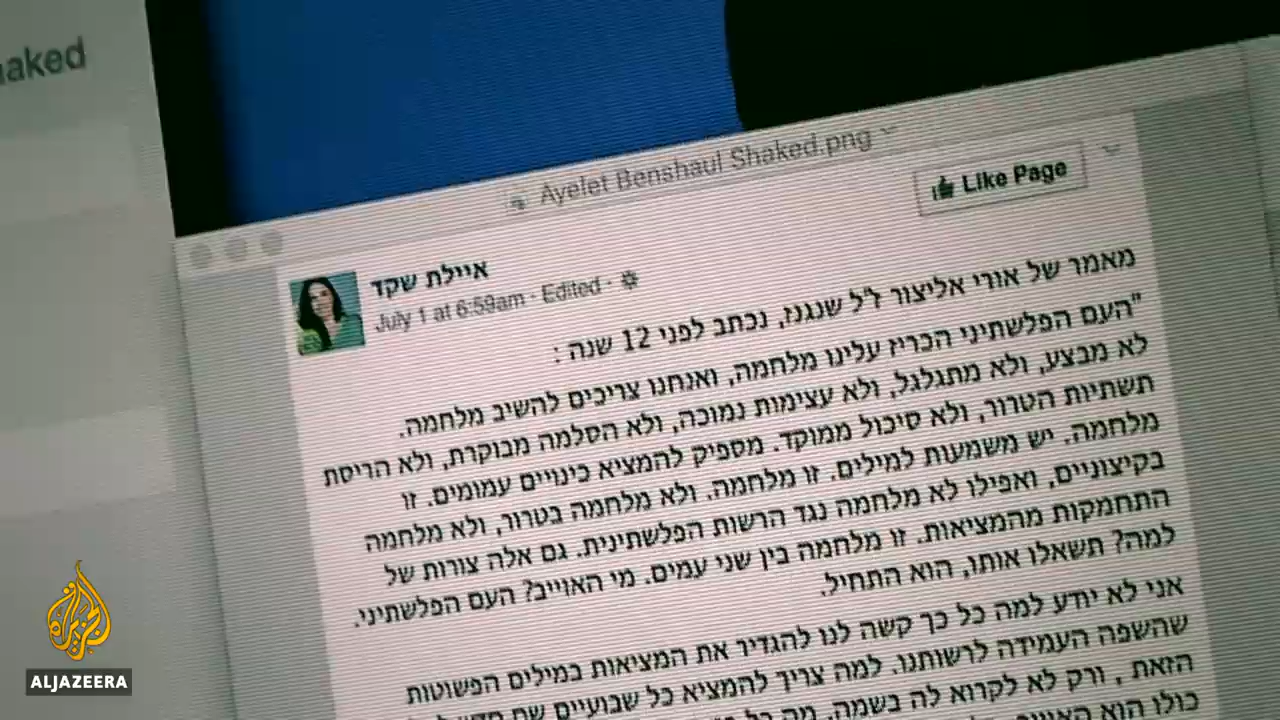 haked
Ayelet Benshaul Shaked.png
Like Page
איילת שקד
July 1 at 6:59am · Edited ·
מאמר של אורי אליצור ז"ל שנגנז, נכתב לפני 12 שנה :
"העם הפלשתיני הכריז עלינו מלחמה, ואנחנו צריכים להשיב מלחמה.
לא מבצע, ולא מתגלגל, ולא עצימות נמוכה, ולא הסלמה מבוקרת, ולא הריסת
תשתיות הטרור, ולא סיכול ממוקד. מספיק להמציא כינויים עמומים. זו
מלחמה. יש משמעות למילים. זו מלחמה. ולא מלחמה בטרור, ולא מלחמה
בקיצוניים, ואפילו לא מלחמה נגד הרשות הפלשתינית. גם אלה צורות של
התחמקות מהמציאות. זו מלחמה בין שני עמים. מי האוייב? העם הפלשתיני.
למה? תשאלו אותו, הוא התחיל.
אני לא יודע למה כל כך קשה לנו להגדיר את המציאות במילים הפשוטות
שהשפה העמידה לרשותנו. למה צריך להמציא כל שבועיים שם חדש
הזאת , ורק לא לקרוא לה בשמה. מה כל
כולו הוא האוייב
الجزيرة
ALJAZEERA